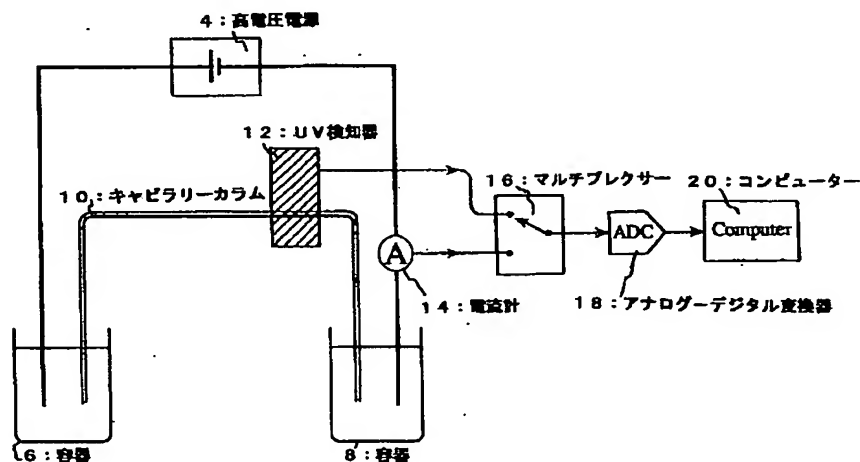 4:高電圧電源
12:UV検知器
10:キャピラリーカラム
16:マルチプレクサー
20:コンピューター
ADC
Computer
A
14:電流計
18:アナログーデジタル変換器
6:容器
8:容器